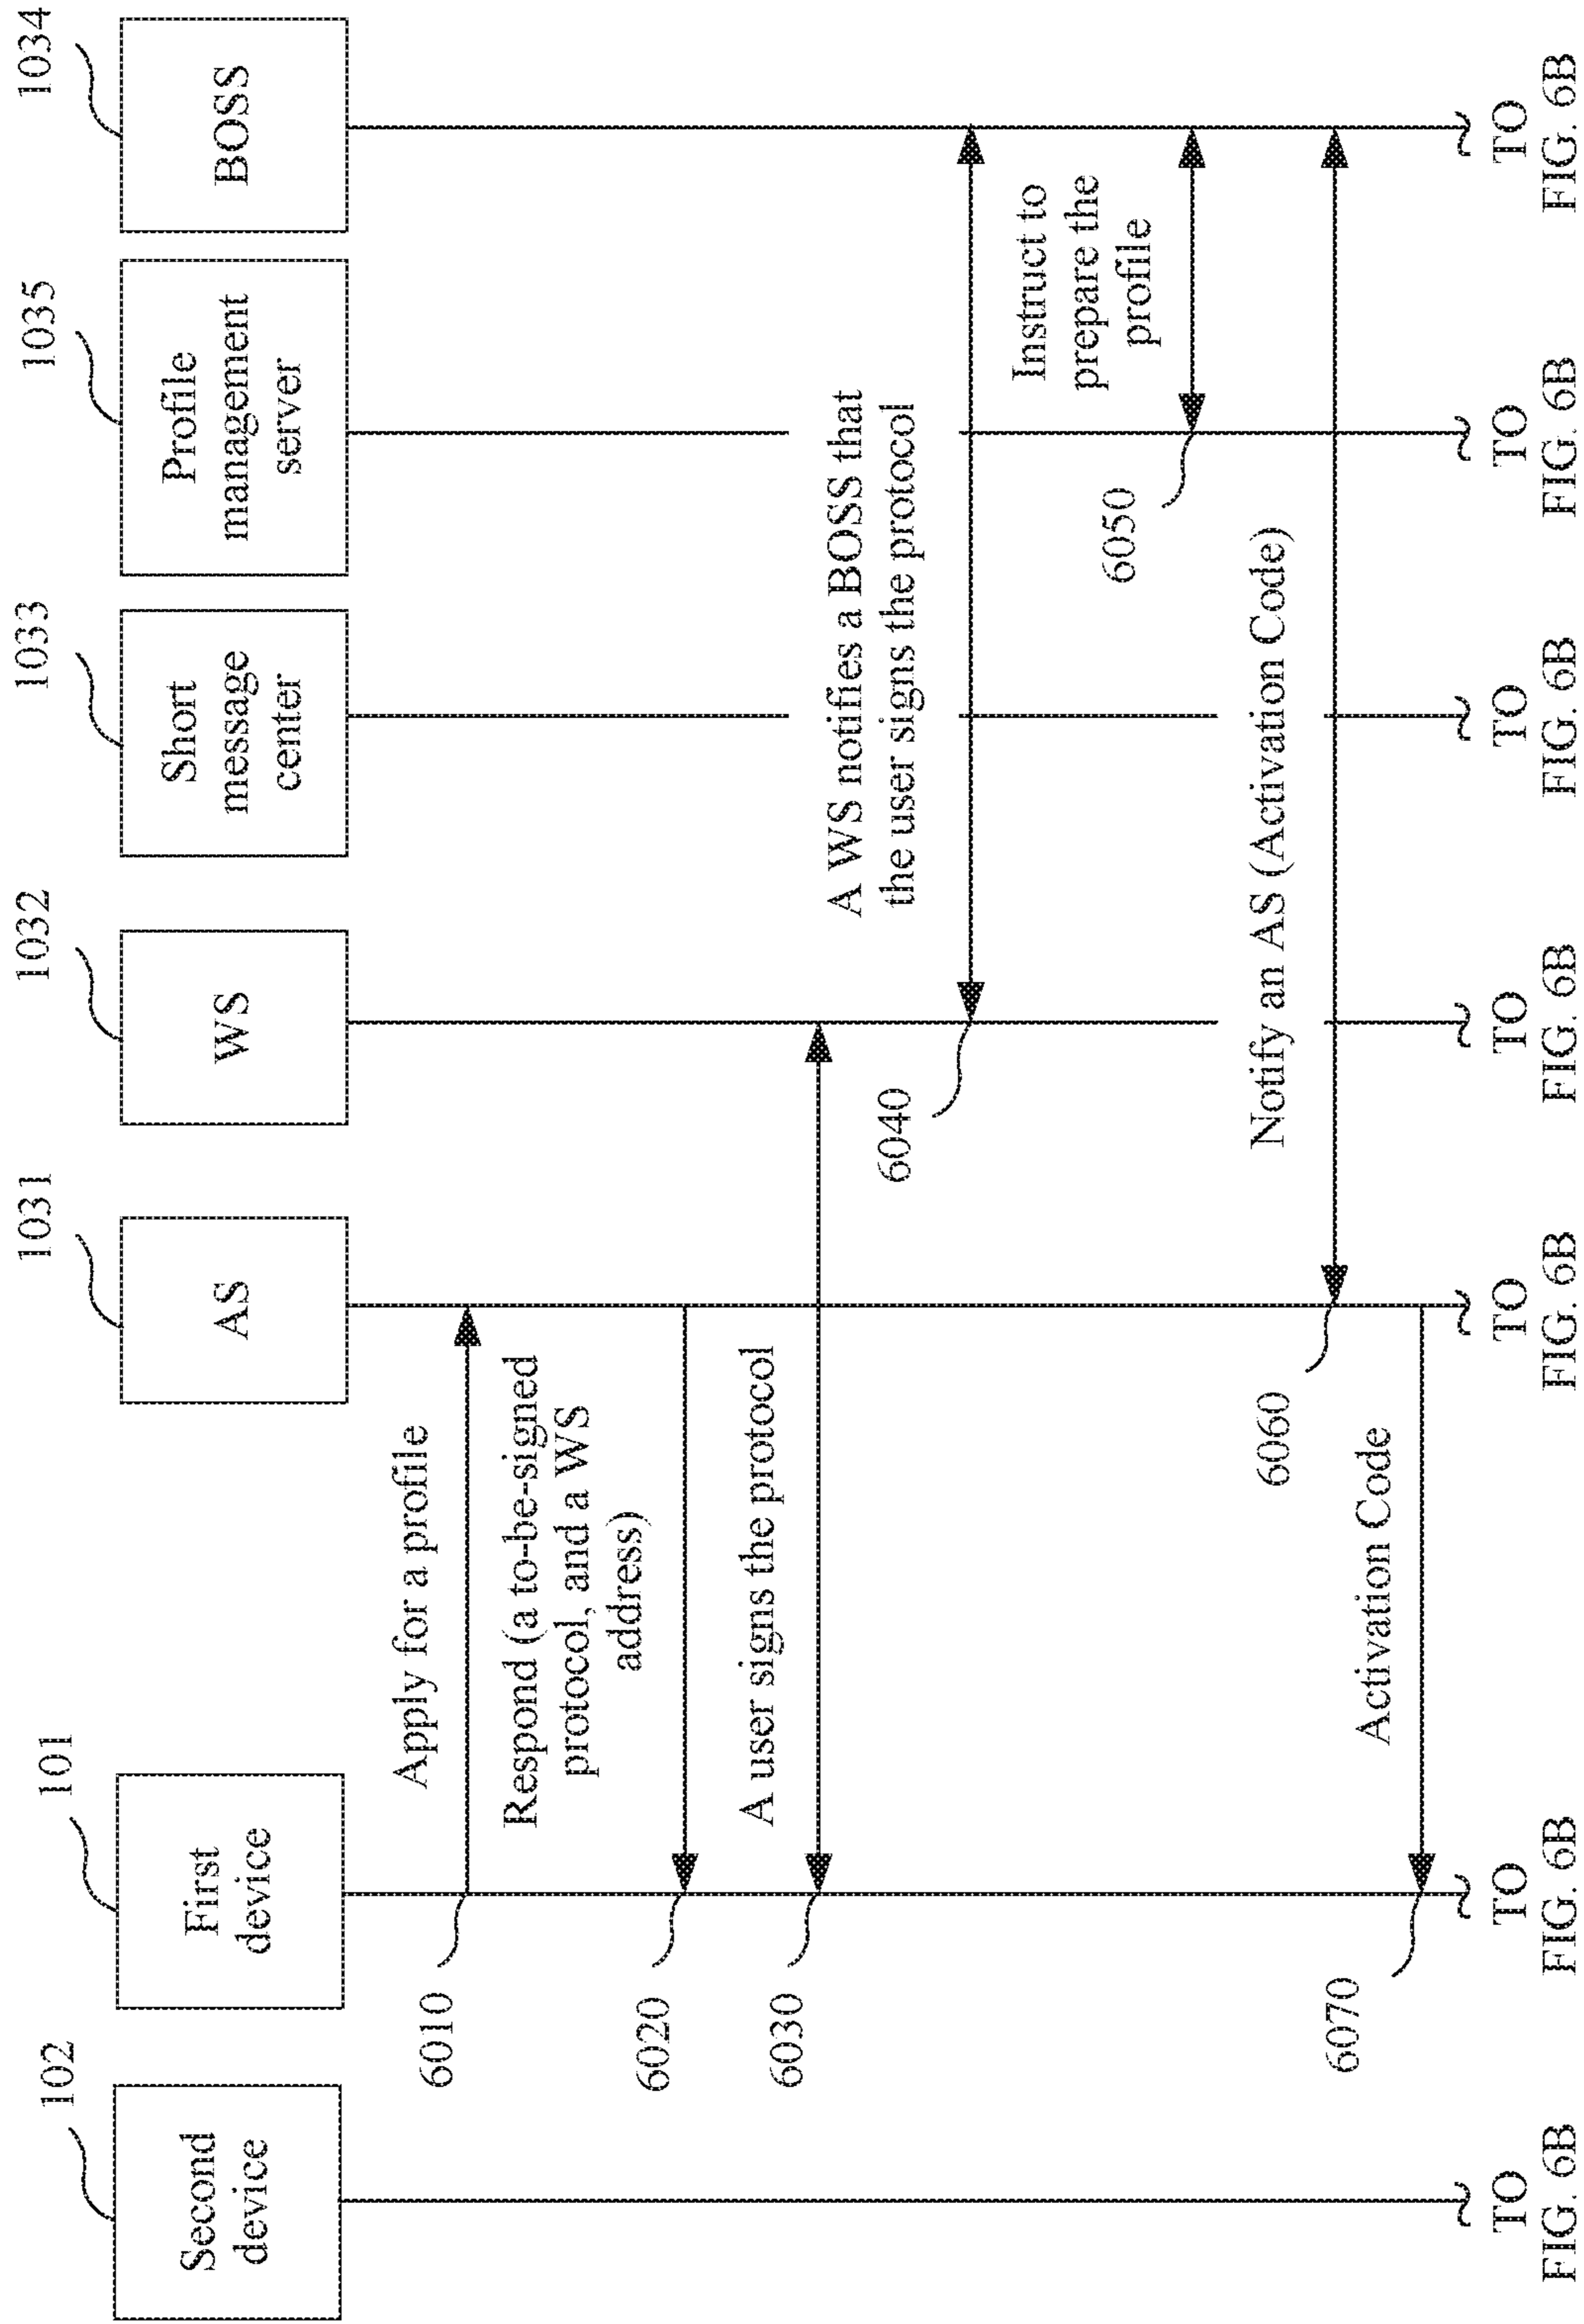 102
101
1031
1032
1033
1035
1034
Second
device
First
device
AS
WS
Short
message
center
Profile
management
server
BOSS
6010
Apply for a profile
Respond (a to-be-signed
protocol, and a WS
address)
6020
A user signs the protocol
6030
A WS notifies a BOSS that
the user signs the protocol
6040
Instruct to
prepare the
profile
6050
Notify an AS (Activation Code)
6060
Activation Code
6070
TO
FIG. 6B
TO
FIG. 6B
TO
FIG. 6B
TO
FIG. 6B
TO
FIG. 6B
TO
FIG. 6B
TO
FIG. 6B